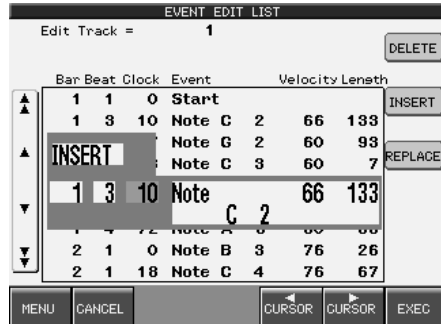 EVENT EDIT LIST
Edit Track = 1
DELETE
Bar Beat Clock Event Velocity Length
1 1 0 Start
INSERT
1 3 10 Note C 2 66 133
Note G 2 60 93
INSERT
Note C 3 60 7
REPLACE
1 3 10 Note 66 133
C 2
2 1 0 Note B 3 76 26
2 1 18 Note C 4 76 67
MENU CANCEL CURSOR CURSOR EXEC